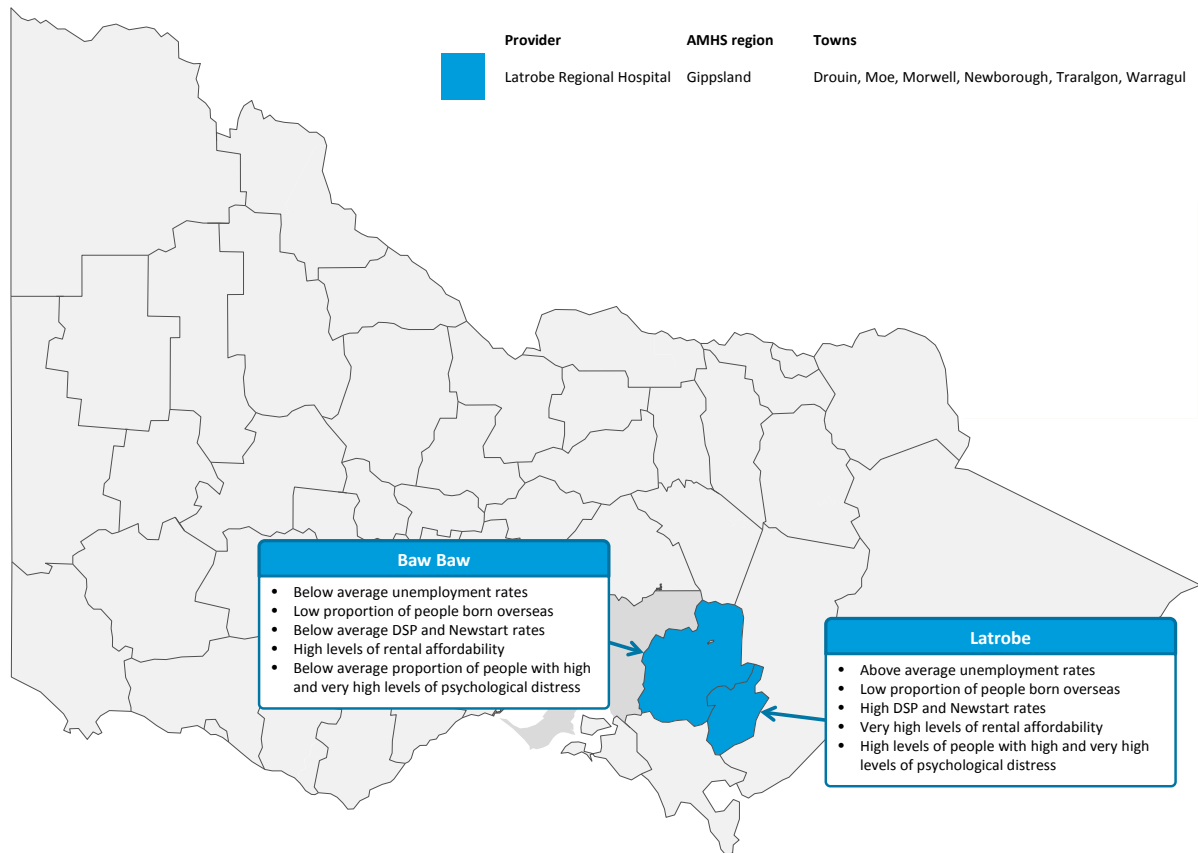 Provider AMHS region Towns
Latrobe Regional Hospital Gippsland Drouin, Moe, Morwell, Newborough, Traralgon, Warragul
Baw Baw
• Below average unemployment rates
• Low proportion of people born overseas
• Below average DSP and Newstart rates
• High levels of rental affordability
• Below average proportion of people with high
and very high levels of psychological distress
Latrobe
• Above average unemployment rates
• Low proportion of people born overseas
• High DSP and Newstart rates
• Very high levels of rental affordability
• High levels of people with high and very high
levels of psychological distress